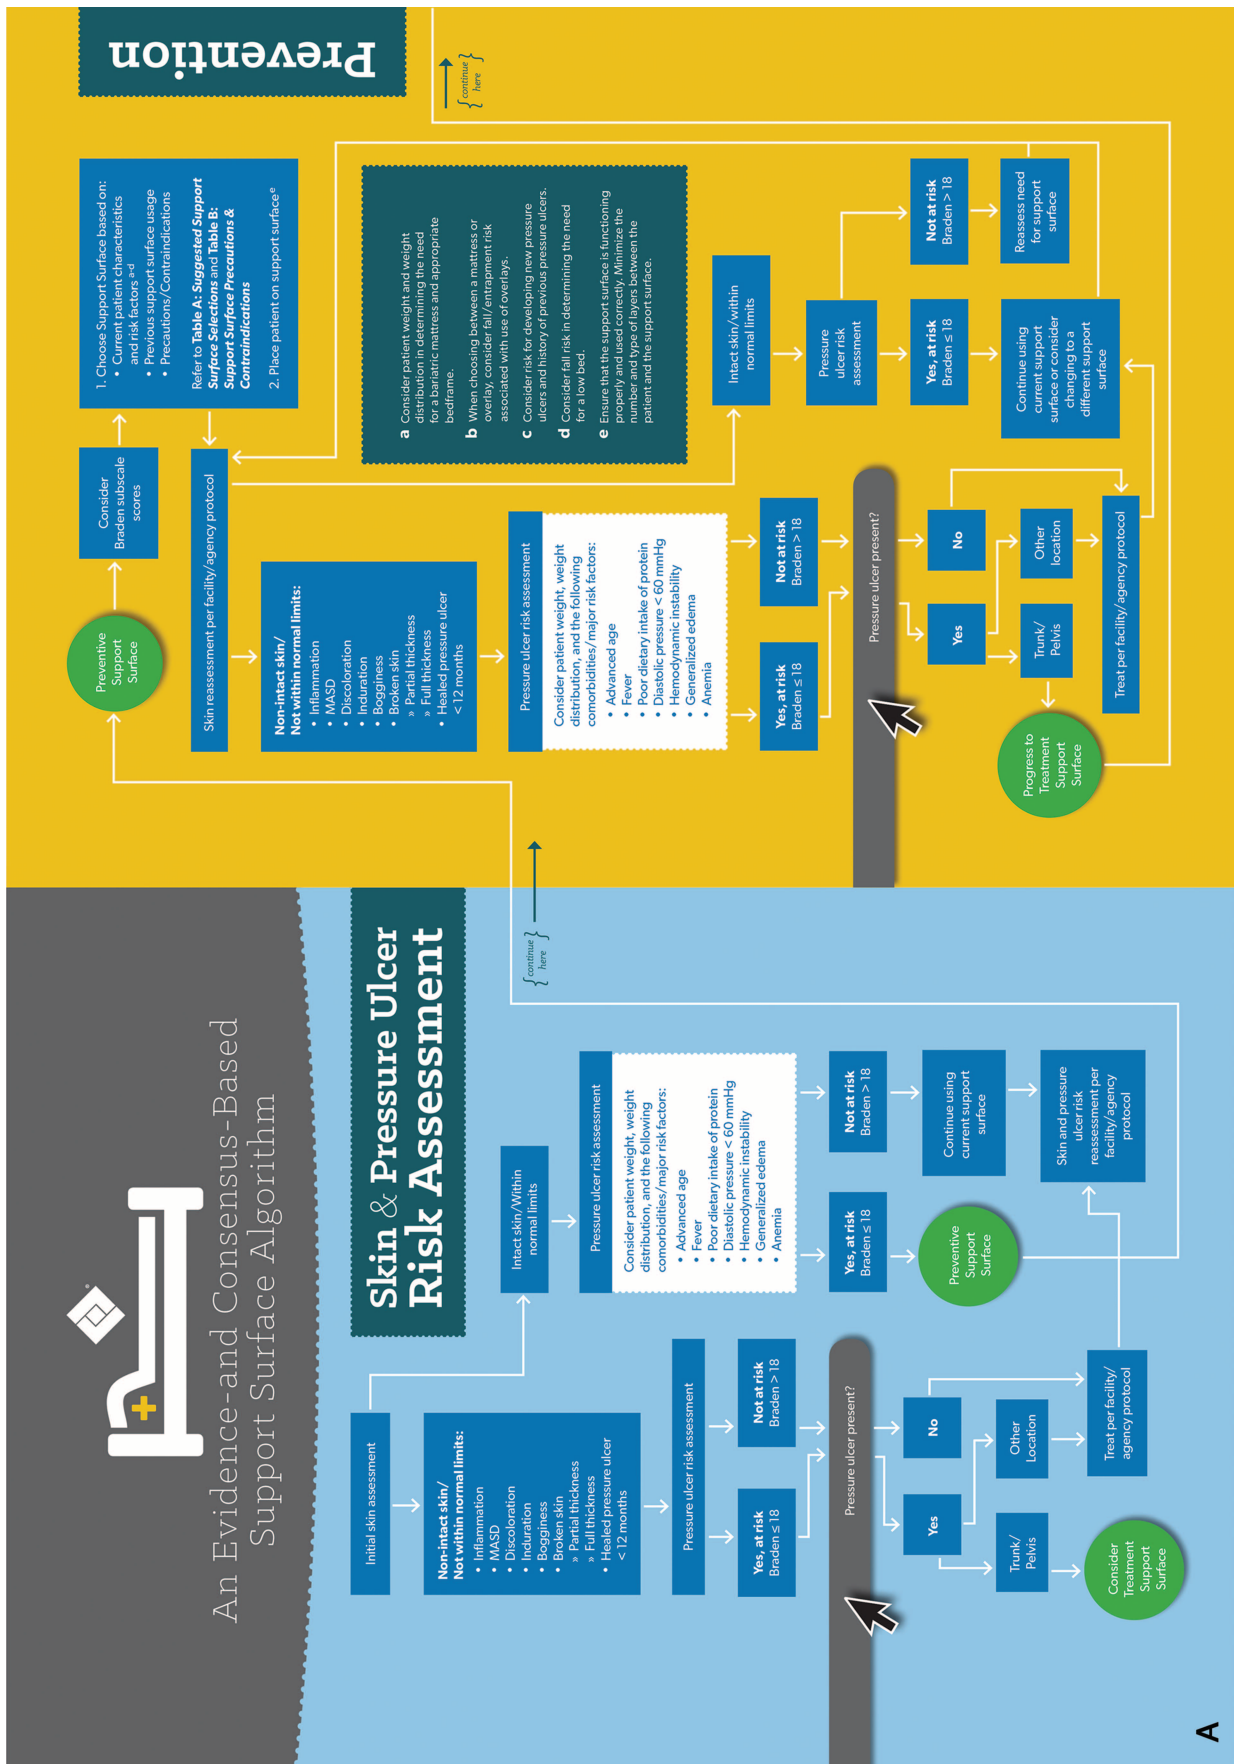 An Evidence-and Consensus-Based
Support Surface Algorithm
Skin & Pressure Ulcer
Risk Assessment
Initial skin assessment
Non-intact skin/
Not within normal limits:
• Inflammation
• MASD
• Discoloration
• Induration
• Bogginess
• Broken skin
» Partial thickness
» Full thickness
• Healed pressure ulcer
< 12 months
Pressure ulcer risk assessment
Yes, at risk
Braden ≤ 18
Not at risk
Braden > 18
Pressure ulcer present?
Yes
No
Trunk/
Pelvis
Other
Location
Consider
Treatment
Support
Surface
Treat per facility/
agency protocol
Intact skin/Within
normal limits
Pressure ulcer risk assessment
Consider patient weight, weight
distribution, and the following
comorbidities/major risk factors:
• Advanced age
• Fever
• Poor dietary intake of protein
• Diastolic pressure < 60 mmHg
• Hemodynamic instability
• Generalized edema
• Anemia
Yes, at risk
Braden ≤ 18
Not at risk
Braden > 18
Preventive
Support
Surface
Continue using
current support
surface
Skin and pressure
ulcer risk
reassessment per
facility/agency
protocol
{ continue
here }
A
Prevention
Preventive
Support
Surface
Consider
Braden subscale
scores
1. Choose Support Surface based on:
• Current patient characteristics
and risk factors a-d
• Previous support surface usage
• Precautions/Contraindications
Refer to Table A: Suggested Support
Surface Selections and Table B:
Support Surface Precautions &
Contraindications
2. Place patient on support surface e
Skin reassessment per facility/agency protocol
Non-intact skin/
Not within normal limits:
• Inflammation
• MASD
• Discoloration
• Induration
• Bogginess
• Broken skin
» Partial thickness
» Full thickness
• Healed pressure ulcer
< 12 months
Pressure ulcer risk assessment
Consider patient weight, weight
distribution, and the following
comorbidities/major risk factors:
• Advanced age
• Fever
• Poor dietary intake of protein
• Diastolic pressure < 60 mmHg
• Hemodynamic instability
• Generalized edema
• Anemia
Yes, at risk
Braden ≤ 18
Not at risk
Braden > 18
Pressure ulcer present?
Yes
No
Trunk/
Pelvis
Other
location
Progress to
Treatment
Support
Surface
Treat per facility/agency protocol
a Consider patient weight and weight
distribution in determining the need
for a bariatric mattress and appropriate
bedframe.
b When choosing between a mattress or
overlay, consider fall/entrapment risk
associated with use of overlays.
c Consider risk for developing new pressure
ulcers and history of previous pressure ulcers.
d Consider fall risk in determining the need
for a low bed.
e Ensure that the support surface is functioning
properly and used correctly. Minimize the
number and type of layers between the
patient and the support surface.
Intact skin/within
normal limits
Pressure
ulcer risk
assessment
Yes, at risk
Braden ≤ 18
Not at risk
Braden > 18
Continue using
current support
surface or consider
changing to a
different support
surface
Reassess need
for support
surface
{ continue
here }